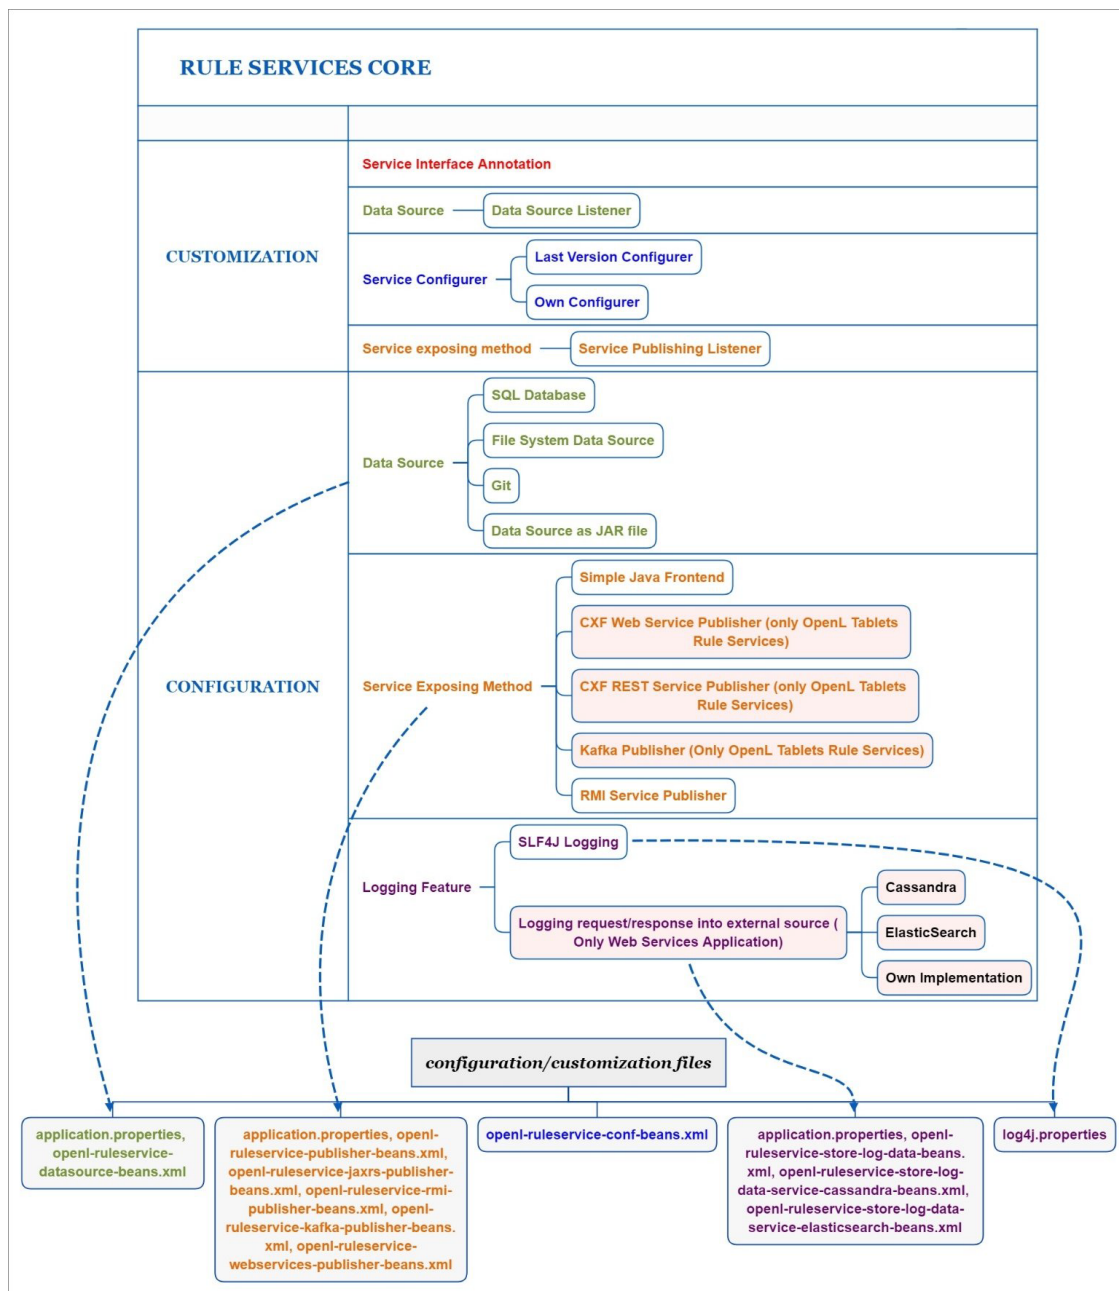 RULE SERVICES CORE
CUSTOMIZATION
Service Interface Annotation
Data Source
Data Source Listener
Service Configurer
Last Version Configurer
Own Configurer
Service exposing method
Service Publishing Listener
CONFIGURATION
Data Source
SQL Database
File System Data Source
Git
Data Source as JAR file
Service Exposing Method
Simple Java Frontend
CXF Web Service Publisher (only OpenL Tablets
Rule Services)
CXF REST Service Publisher (only OpenL Tablets
Rule Services)
Kafka Publisher (Only OpenL Tablets Rule Services)
RMI Service Publisher
Logging Feature
SLF4J Logging
Logging request/response into external source (
Only Web Services Application)
Cassandra
ElasticSearch
Own Implementation
configuration/customization files
application.properties,
openl-ruleservice-
datasource-beans.xml
application.properties, openl-
ruleservice-publisher-beans.xml,
openl-ruleservice-jaxrs-publisher-
beans.xml, openl-ruleservice-rmi-
publisher-beans.xml, openl-
ruleservice-kafka-publisher-beans.
xml, openl-ruleservice-
webservices-publisher-beans.xml
openl-ruleservice-conf-beans.xml
application.properties, openl-
ruleservice-store-log-data-beans.
xml, openl-ruleservice-store-log-
data-service-cassandra-beans.xml,
openl-ruleservice-store-log-data-
service-elasticsearch-beans.xml
log4j.properties